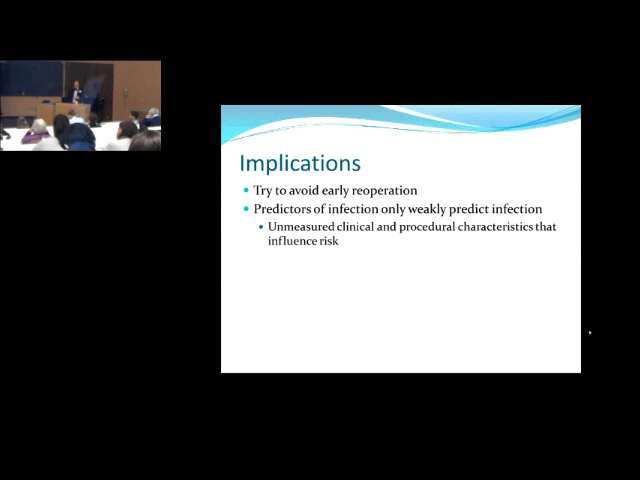 Implications
Try to avoid early reoperation
Predictors of infection only weakly predict infection
Unmeasured clinical and procedural characteristics that
influence risk